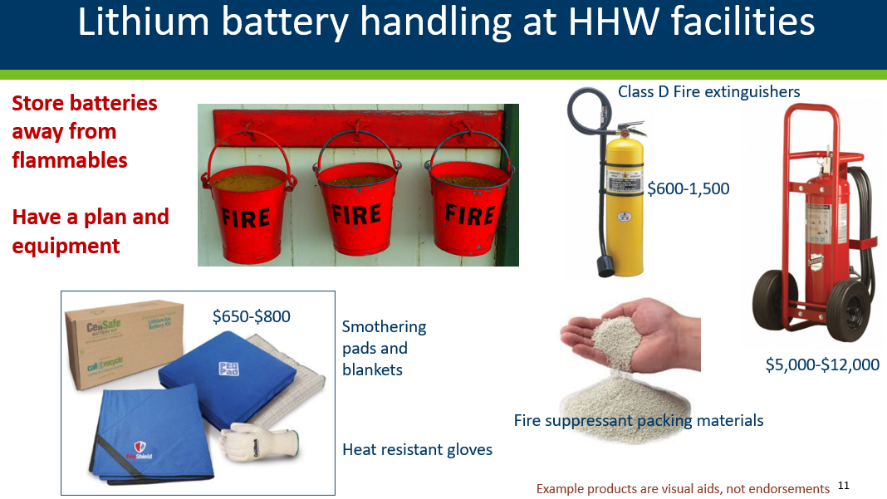 Lithium battery handling at HHW facilities
Store batteries
away from
flammables
Have a plan and
equipment
FIRE
FIRE
FIRE
Class D Fire extinguishers
$600-1,500
$5,000-$12,000
$650-$800
CellSafe
call2recycle
Smothering
pads and
blankets
Heat resistant gloves
Fire suppressant packing materials
Example products are visual aids, not endorsements
11